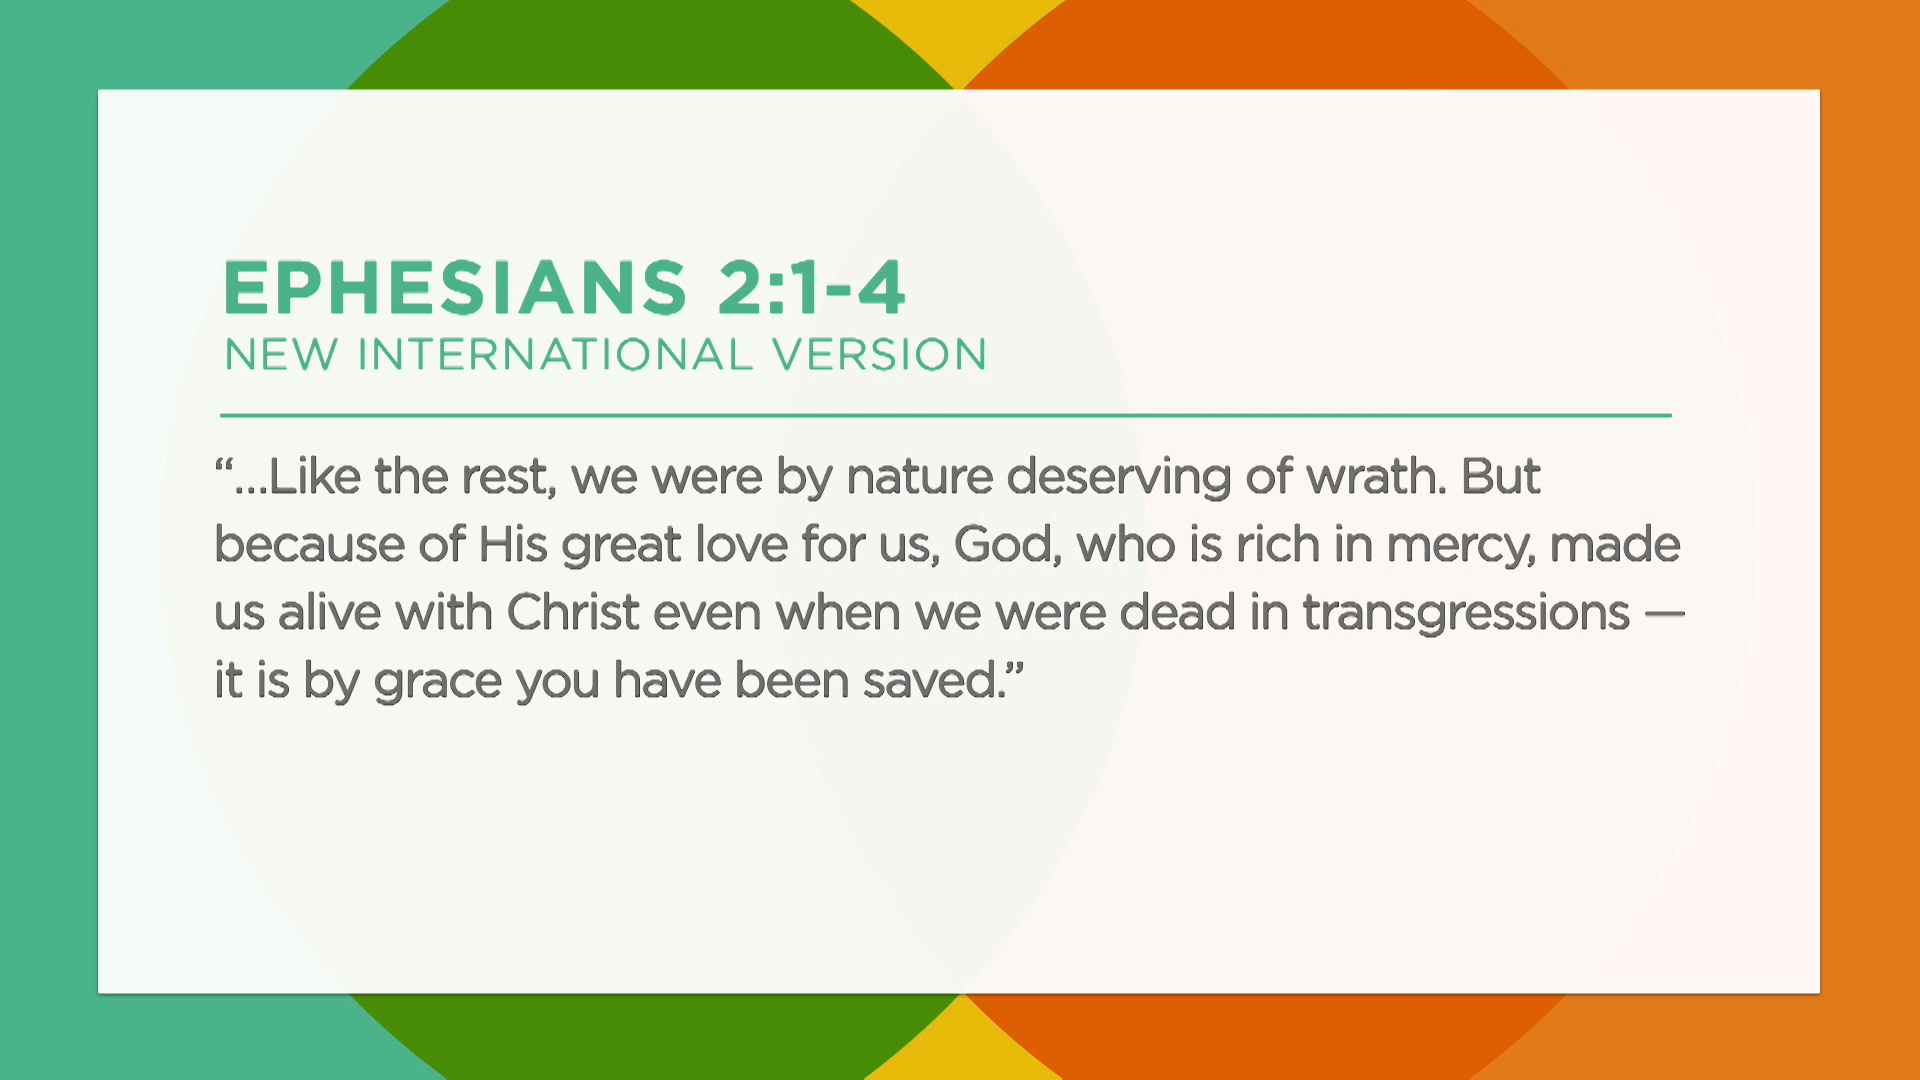 EPHESIANS 2:1-4
NEW INTERNATIONAL VERSION
“...Like the rest, we were by nature deserving of wrath. But
because of His great love for us, God, who is rich in mercy, made
us alive with Christ even when we were dead in transgressions —
it is by grace you have been saved.”